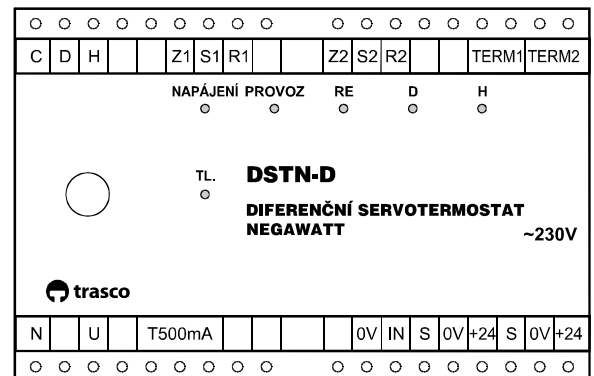 C D H Z1 S1 R1 Z2 S2 R2 TERM1 TERM2
NAPÁJENÍ PROVOZ RE D H
TL.
DSTN-D
DIFERENČNÍ SERVOTERMOSTAT
NEGAWATT
~230V
trasco
N U T500mA 0V IN S 0V +24 S 0V +24